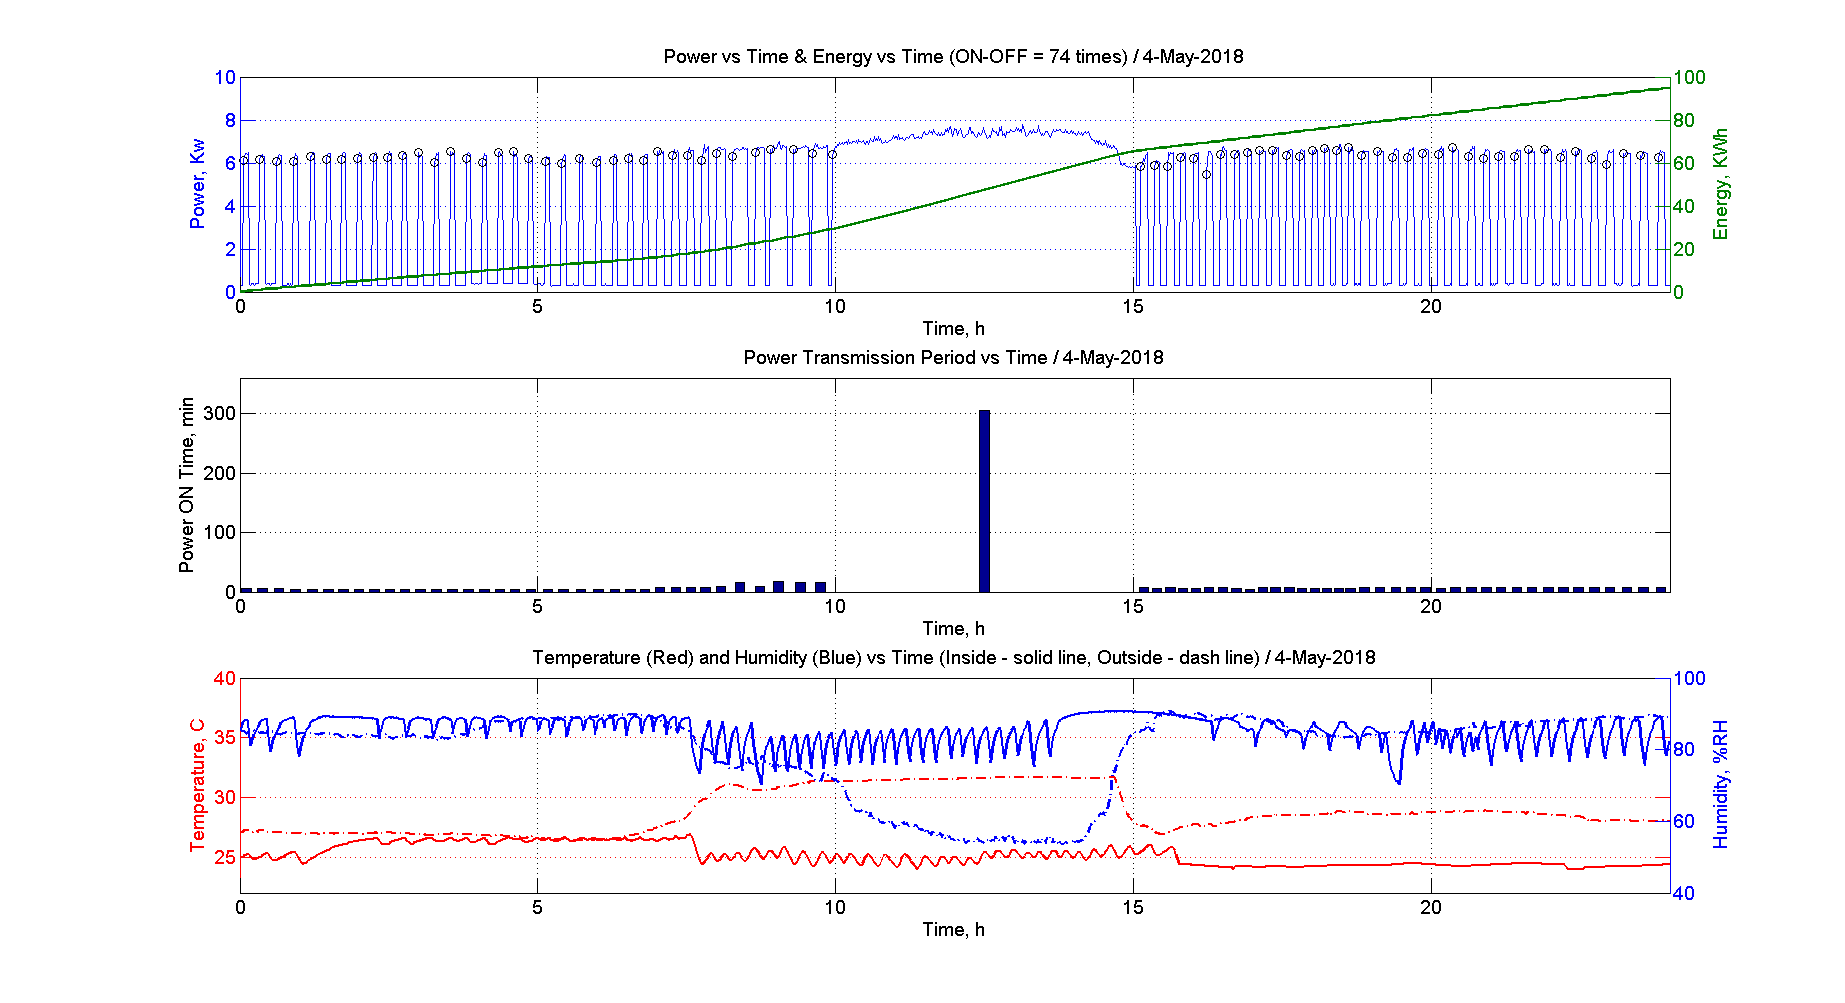 Power vs Time & Energy vs Time (ON-OFF = 74 times) / 4-May-2018
10
8
6
4
2
0
Power, Kw
100
80
60
40
20
0
Energy, KWh
0 5 10 15 20
Time, h
Power Transmission Period vs Time / 4-May-2018
300
200
100
0
Power ON Time, min
0 5 10 15 20
Time, h
Temperature (Red) and Humidity (Blue) vs Time (Inside - solid line, Outside - dash line) / 4-May-2018
40
35
30
25
Temperature, C
100
80
60
40
Humidity, %RH
0 5 10 15 20
Time, h